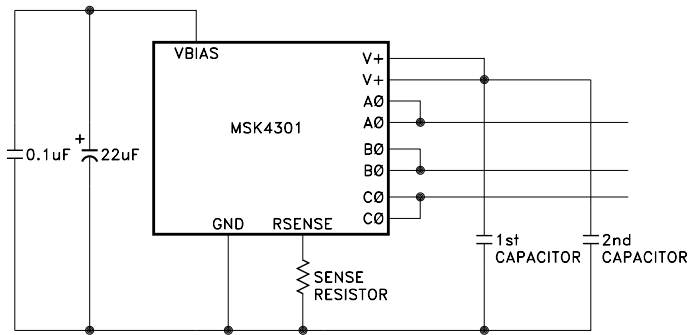 VBIAS
V+
V+
AØ
AØ
MSK4301
BØ
BØ
+
0.1uF
22uF
CØ
CØ
GND
RSENSE
1st
CAPACITOR
2nd
CAPACITOR
SENSE
RESISTOR